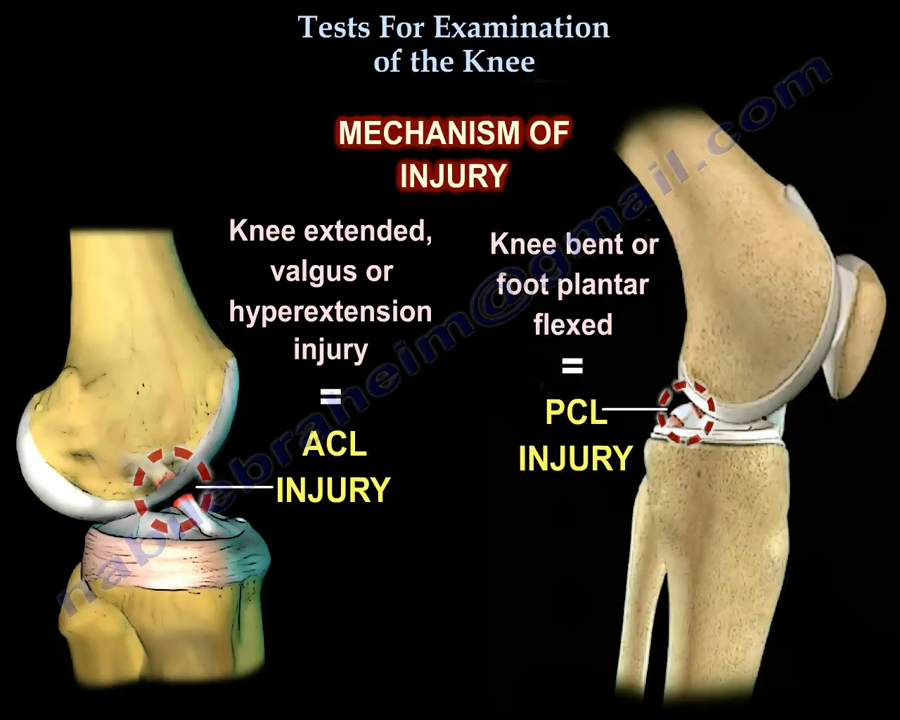 Tests For Examination
of the Knee
MECHANISM OF
INJURY
Knee extended,
valgus or
hyperextension
injury
=
ACL
INJURY
Knee bent or
foot plantar
flexed
=
PCL
INJURY
nabilebraheim@gmail.com